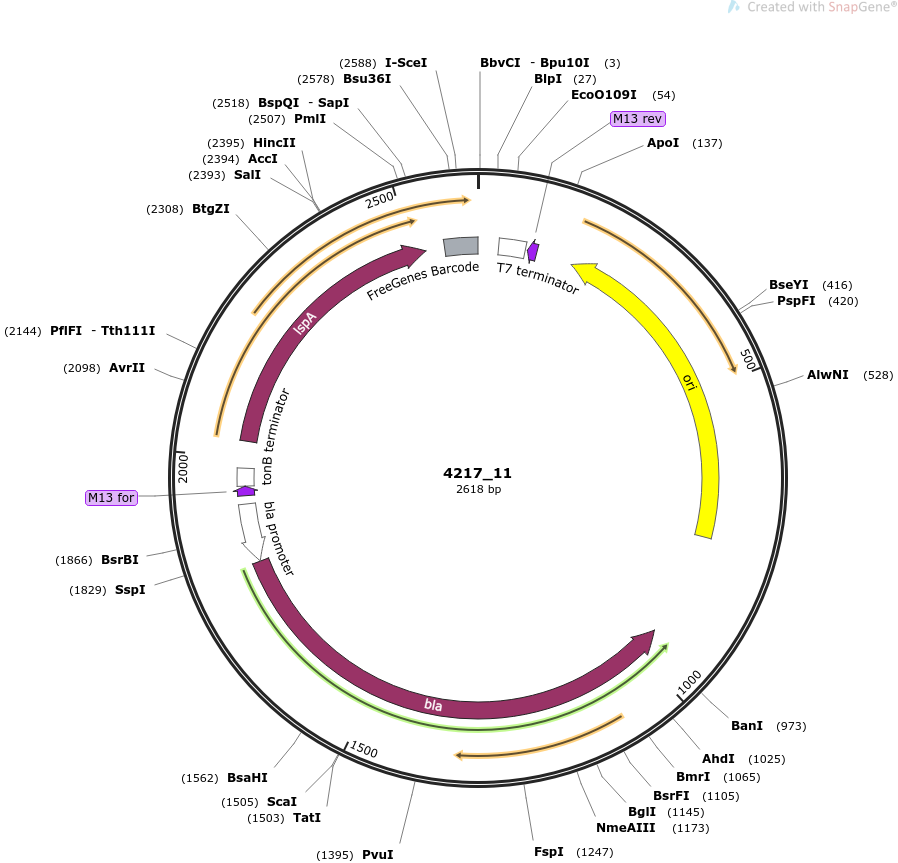 Created with SnapGene®
(2588) I-SceI
(2578) Bsu36I
(2518) BspQI - SapI
(2507) PmlI
(2395) HincII
(2394) AccI
(2393) SalI
(2308) BtgZI
(2144) PflFI - Tth111I
(2098) AvrII
M13 for
(1866) BsrBI
(1829) SspI
(1562) BsaHI
(1505) ScaI
(1503) TatI
(1395) PvuI
BbvCI - Bpu10I (3)
BlpI (27)
EcoO109I (54)
M13 rev
ApoI (137)
BseYI (416)
PspFI (420)
AlwNI (528)
BanI (973)
AhdI (1025)
BmrI (1065)
BsrFI (1105)
BglI (1145)
NmeAIII (1173)
FspI (1247)
2500
500
1000
1500
2000
FreeGenes Barcode
T7 terminator
lspA
ori
tonB terminator
bla promoter
bla
4217_11
2618 bp